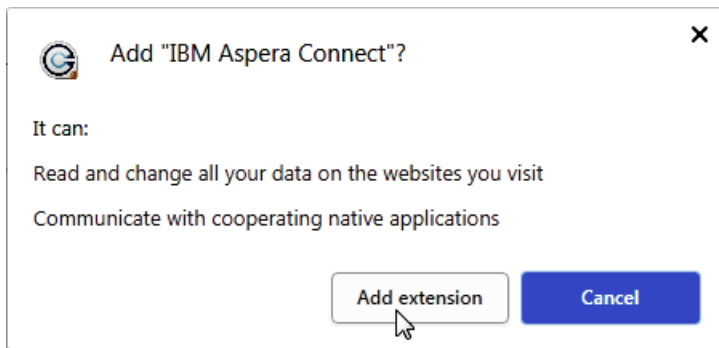 Add "IBM Aspera Connect"?
It can:
Read and change all your data on the websites you visit
Communicate with cooperating native applications
Add extension
Cancel